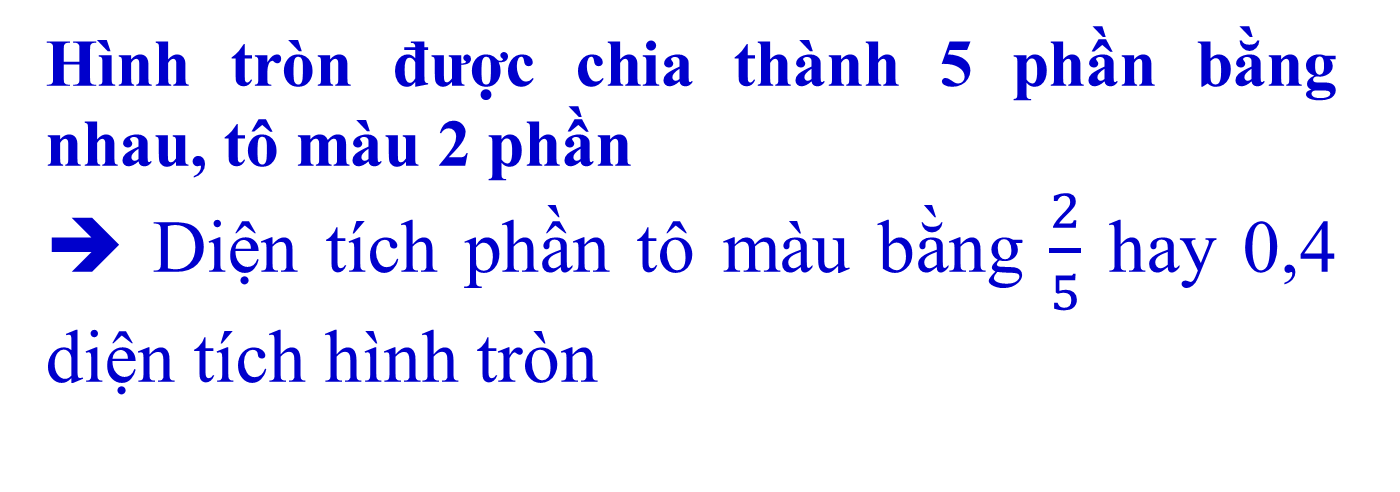 Hình tròn được chia thành 5 phần bằng
nhau, tô màu 2 phần
➔ Diện tích phần tô màu bằng 2/5 hay 0,4
diện tích hình tròn